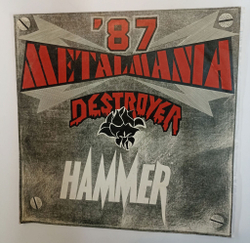 '87
METALMANIA
DESTROYER
HAMMER